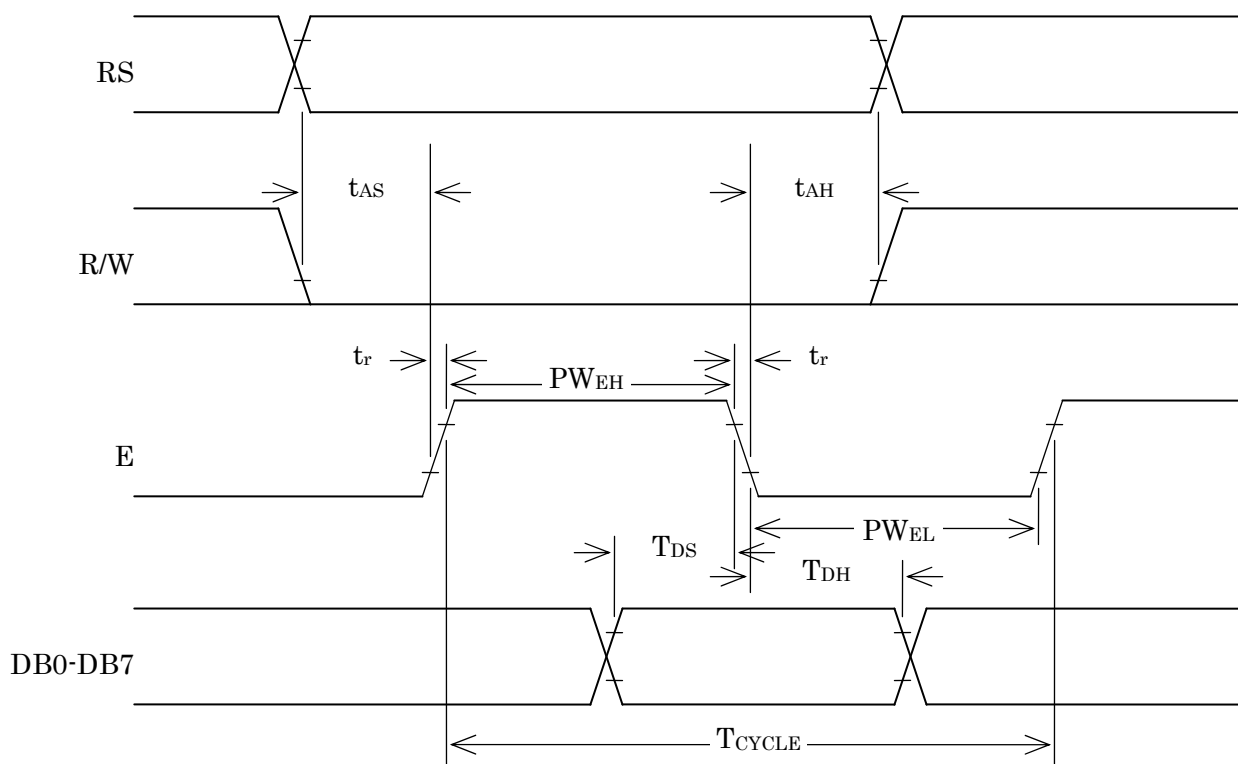 RS
tAS
tAH
R/W
tr
PWEH
tr
E
PWEL
TDS
TDH
DB0-DB7
TCYCLE